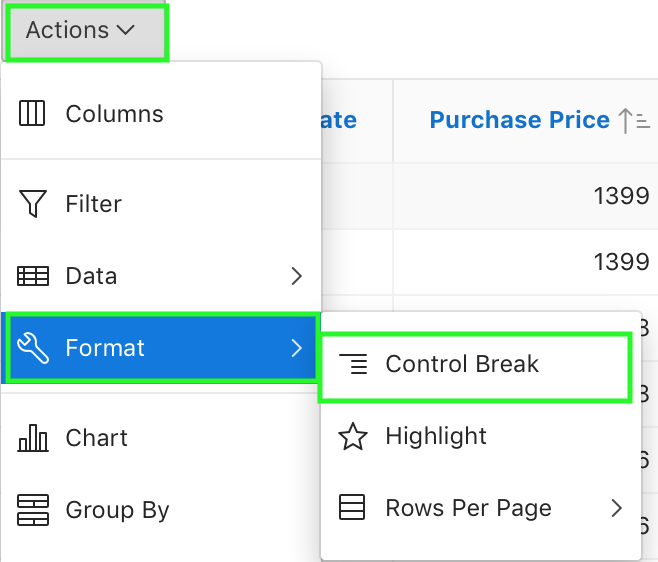 Actions
Columns
ate
Purchase Price
Filter
1399
Data
1399
Format
3
Control Break
3
Chart
Highlight
6
Group By
Rows Per Page
6